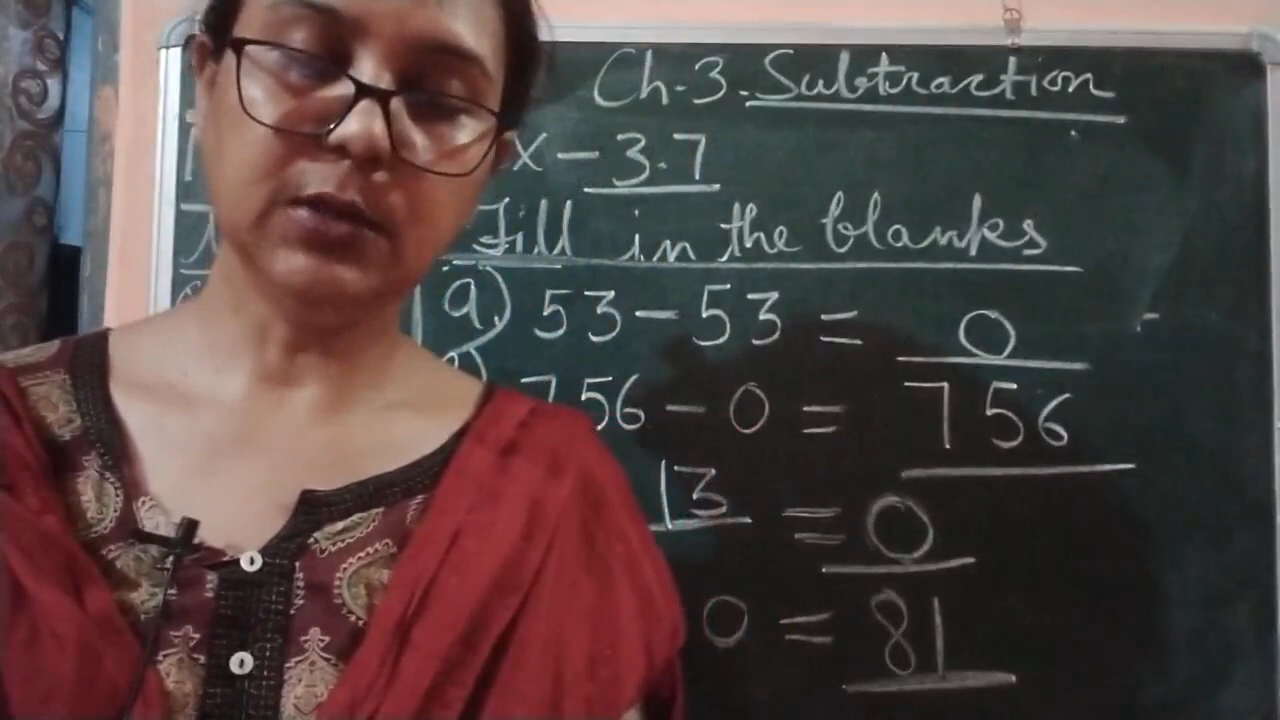 Ch.3. Subtraction
x - 3.7
Fill in the blanks
a) 53 - 53 = 0
756 - 0 = 756
13 = 0
0 = 81